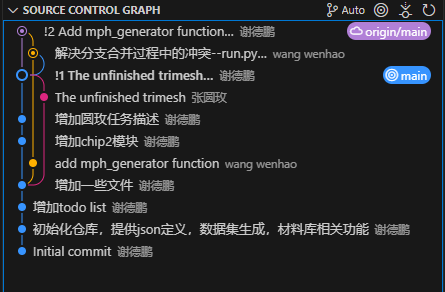 SOURCE CONTROL GRAPH Auto
!2 Add mph_generator function... 谢德鹏 origin/main
解决分支合并过程中的冲突--run.py... wang wenhao
!1 The unfinished trimesh... 谢德鹏 main
The unfinished trimesh 张圆玫
增加圆玫任务描述 谢德鹏
增加chip2模块 谢德鹏
add mph_generator function wang wenhao
增加一些文件 谢德鹏
增加todo list 谢德鹏
初始化仓库，提供json定义，数据集生成，材料库相关功能 谢德鹏
Initial commit 谢德鹏